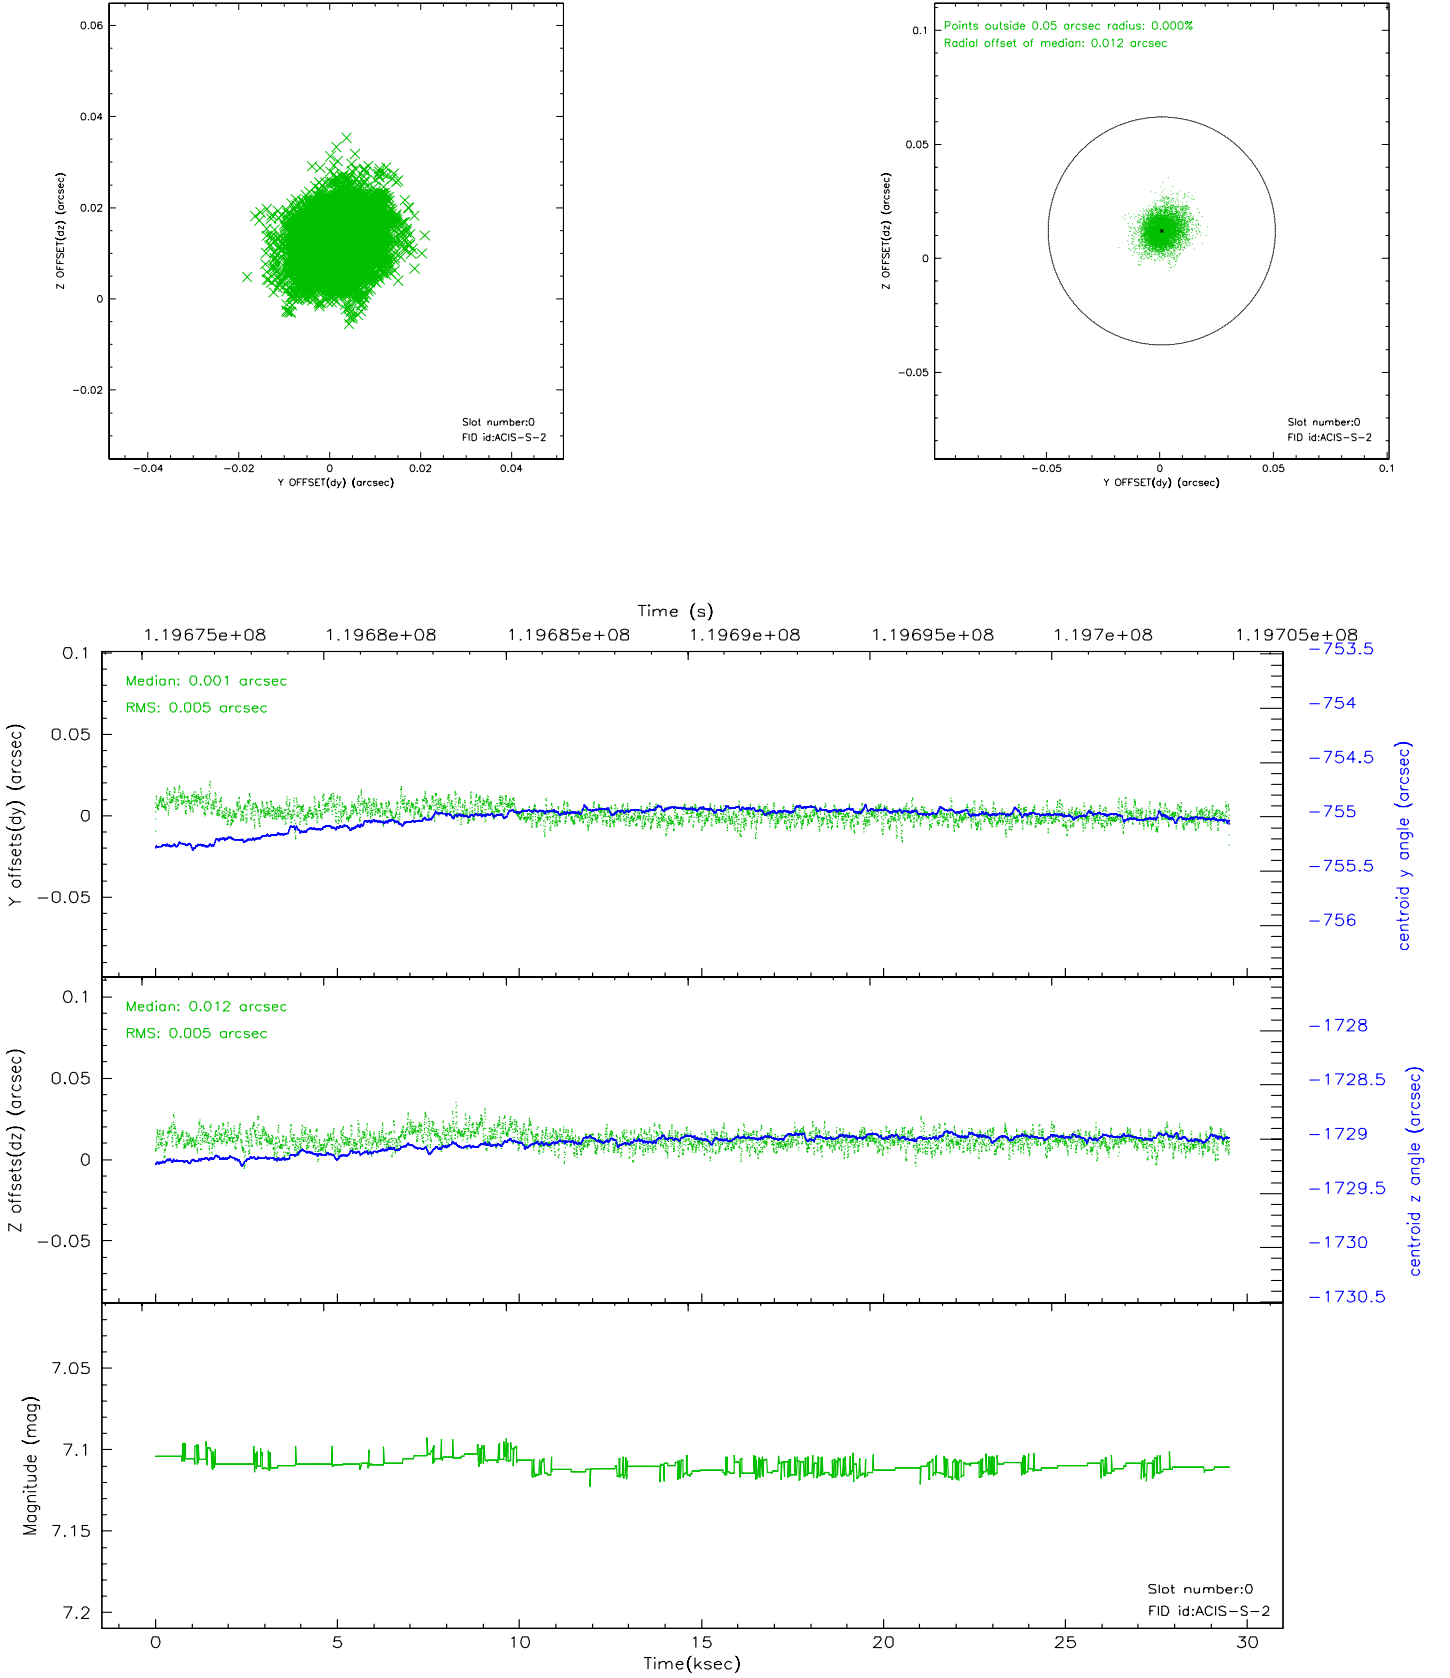 0.06
0.04
0.02
0
−0.02
Z OFFSET(dz) (arcsec)
Slot number:0
FID id:ACIS−S−2
−0.04 −0.02 0 0.02 0.04
Y OFFSET(dy) (arcsec)
Points outside 0.05 arcsec radius: 0.000%
Radial offset of median: 0.012 arcsec
0.1
0.05
0
−0.05
Z OFFSET(dz) (arcsec)
Slot number:0
FID id:ACIS−S−2
−0.05 0 0.05 0.1
Y OFFSET(dy) (arcsec)
Time (s)
1.19675e+08 1.1968e+08 1.19685e+08 1.1969e+08 1.19695e+08 1.197e+08 1.19705e+08
Median: 0.001 arcsec
RMS: 0.005 arcsec
0.1
0.05
0
−0.05
Y offsets(dy) (arcsec)
−753.5
−754
−754.5
−755
−755.5
−756
centroid y angle (arcsec)
Median: 0.012 arcsec
RMS: 0.005 arcsec
0.1
0.05
0
−0.05
Z offsets(dz) (arcsec)
−1728
−1728.5
−1729
−1729.5
−1730
−1730.5
centroid z angle (arcsec)
7.05
7.1
7.15
7.2
Magnitude (mag)
Slot number:0
FID id:ACIS−S−2
0 5 10 15 20 25 30
Time(ksec)